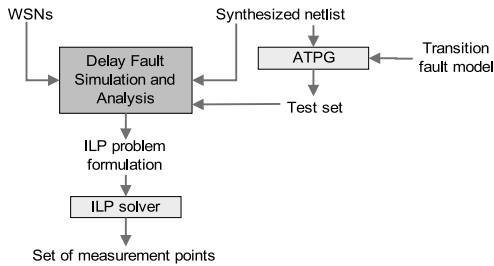 WSNs
Synthesized netlist
Delay Fault
Simulation and
Analysis
ATPG
Transition
fault model
Test set
ILP problem
formulation
ILP solver
Set of measurement points